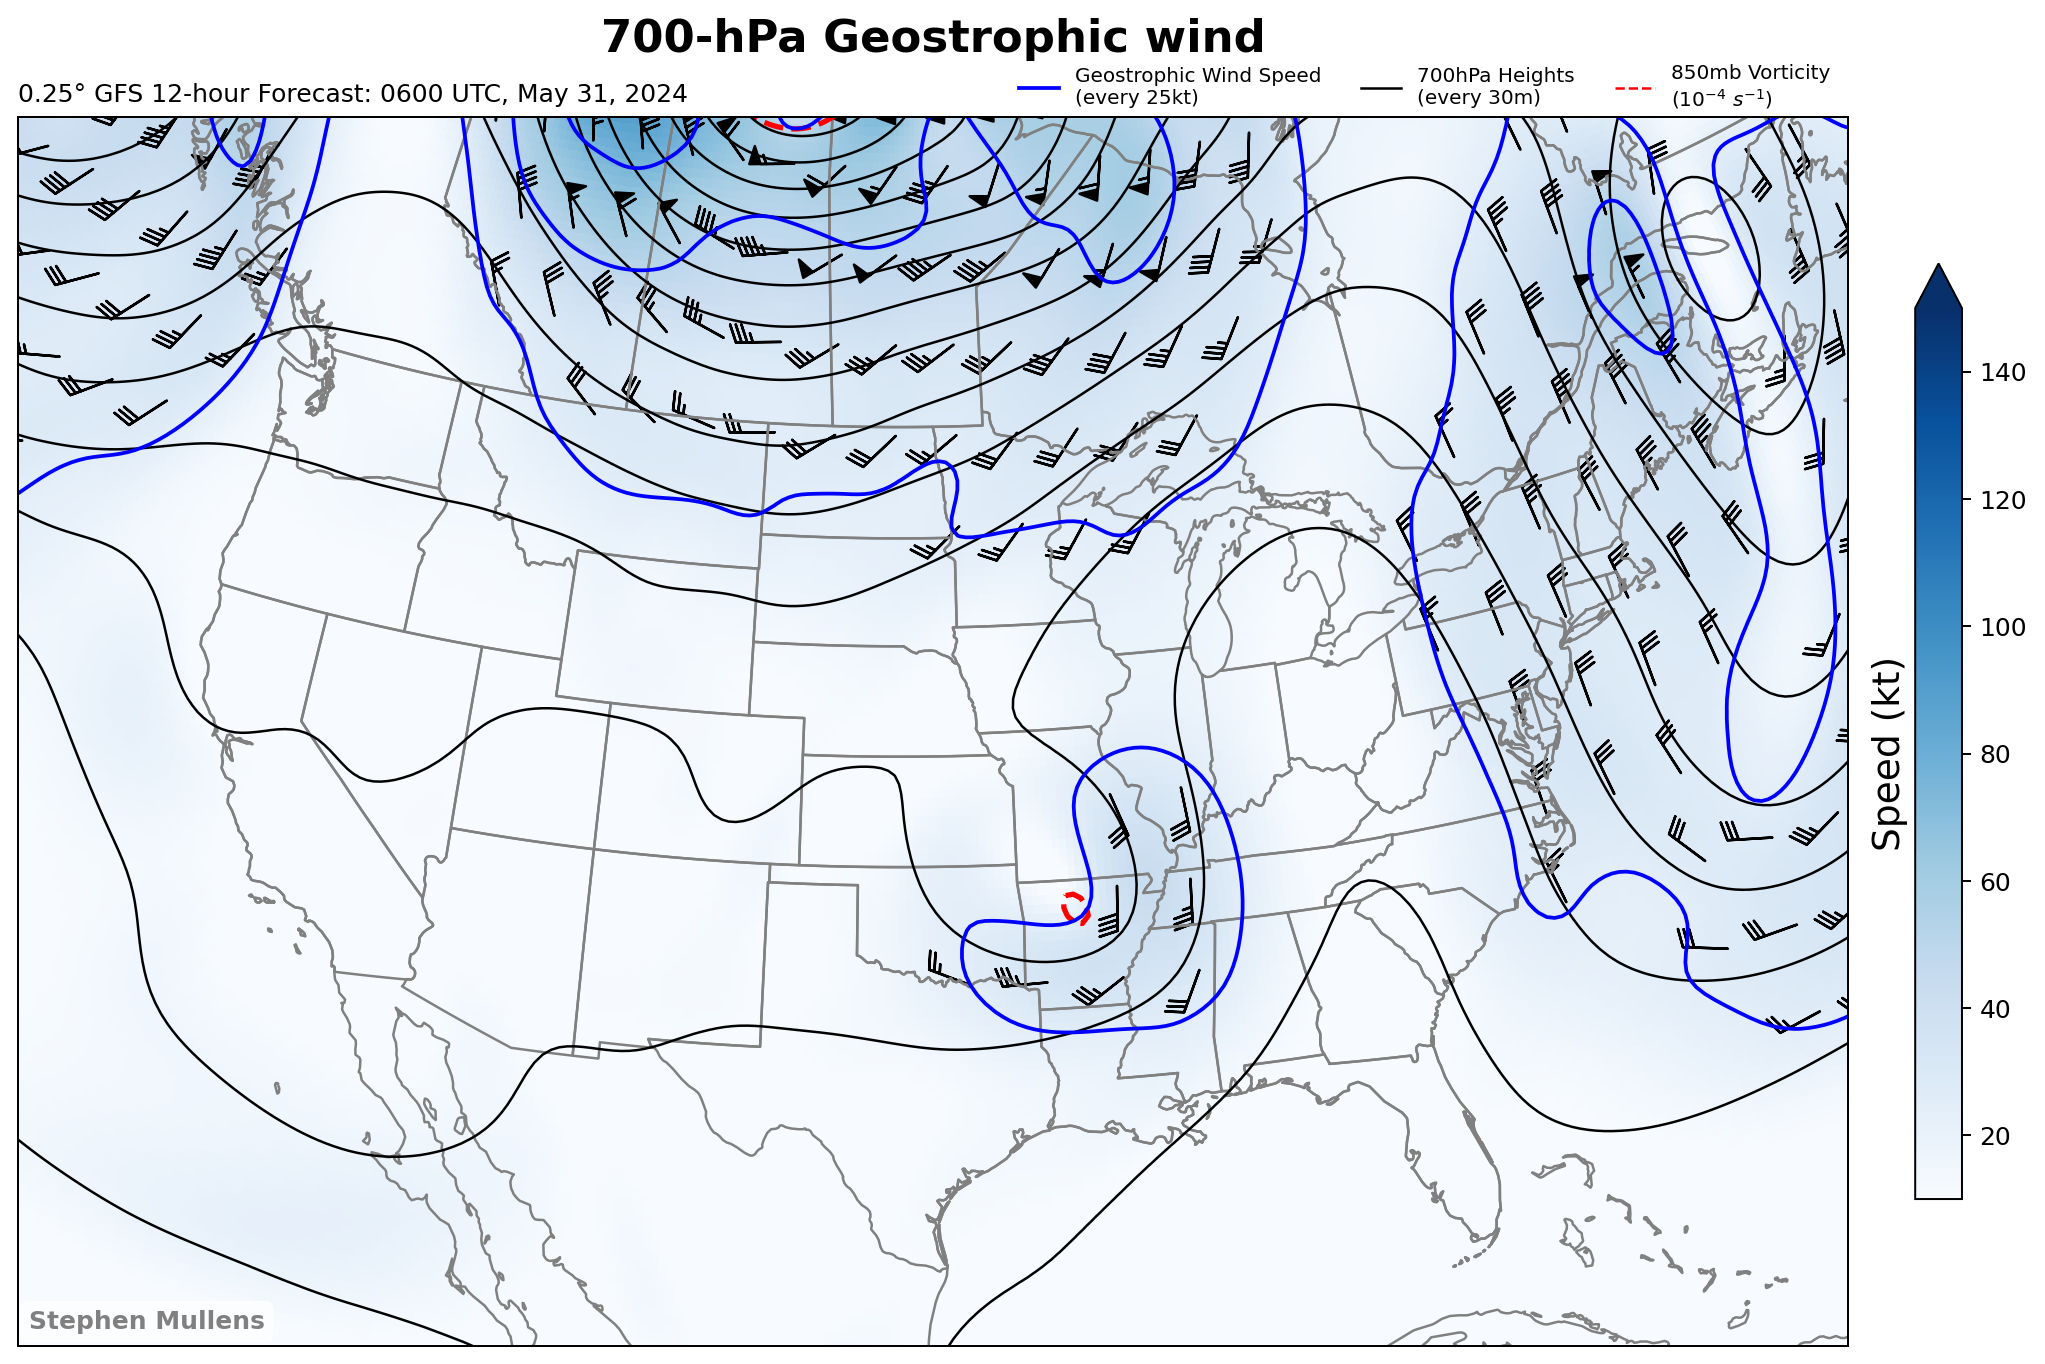 700-hPa Geostrophic wind
0.25° GFS 12-hour Forecast: 0600 UTC, May 31, 2024
Geostrophic Wind Speed
(every 25kt)
700hPa Heights
(every 30m)
850mb Vorticity
(10⁻⁴ s⁻¹)
140
120
100
80
60
40
20
Speed (kt)
Stephen Mullens